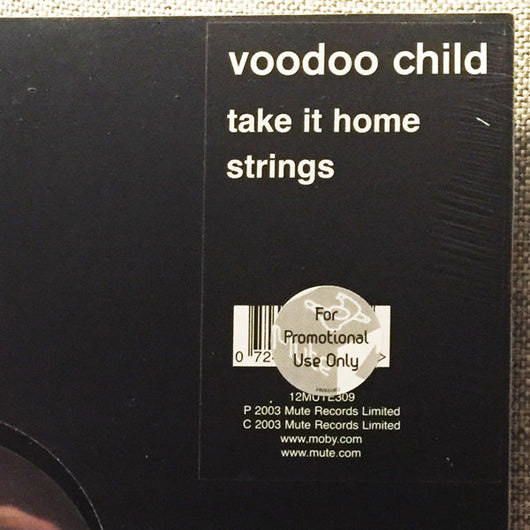 voodoo child
take it home
strings
For
Promotional
Use Only
0 72
>
12MUTE309
P 2003 Mute Records Limited
C 2003 Mute Records Limited
www.moby.com
www.mute.com